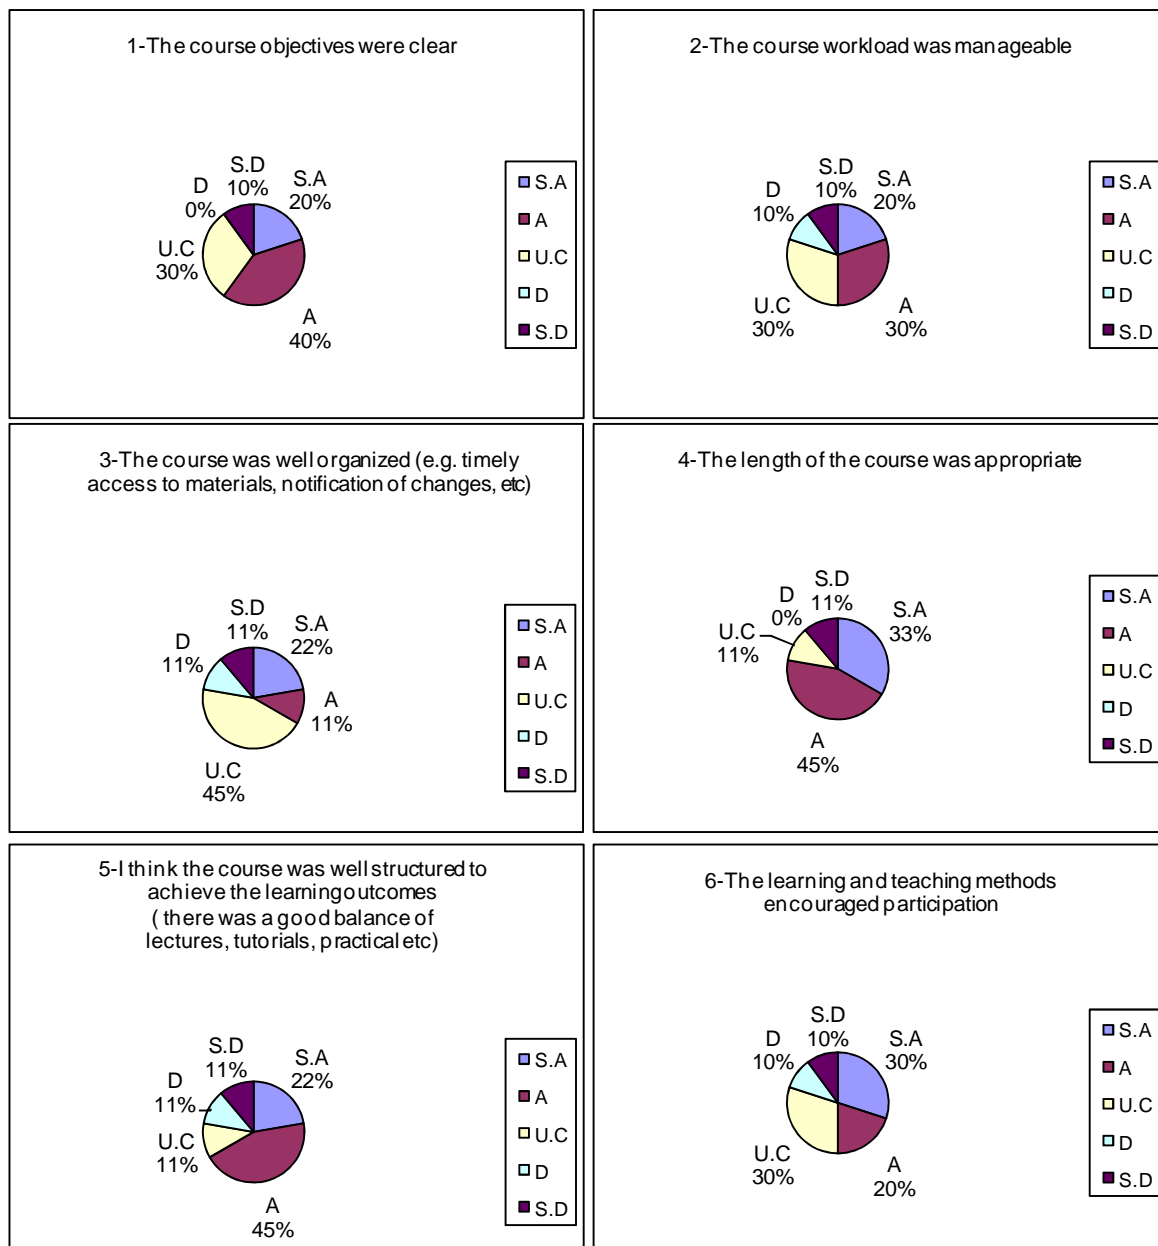 1-The course objectives were clear
S.D
10%
S.A
20%
D
0%
U.C
30%
A
40%
S.A
A
U.C
D
S.D
2-The course workload was manageable
S.D
10%
S.A
20%
D
10%
U.C
30%
A
30%
S.A
A
U.C
D
S.D
3-The course was well organized (e.g. timely
access to materials, notification of changes, etc)
S.D
11%
S.A
22%
D
11%
A
11%
U.C
45%
S.A
A
U.C
D
S.D
4-The length of the course was appropriate
S.D
11%
D
0%
S.A
33%
U.C
11%
A
45%
S.A
A
U.C
D
S.D
5-I think the course was well structured to
achieve the learning outcomes
( there was a good balance of
lectures, tutorials, practical etc)
S.D
11%
S.A
22%
D
11%
U.C
11%
A
45%
S.A
A
U.C
D
S.D
6-The learning and teaching methods
encouraged participation
S.D
10%
S.A
30%
D
10%
U.C
30%
A
20%
S.A
A
U.C
D
S.D